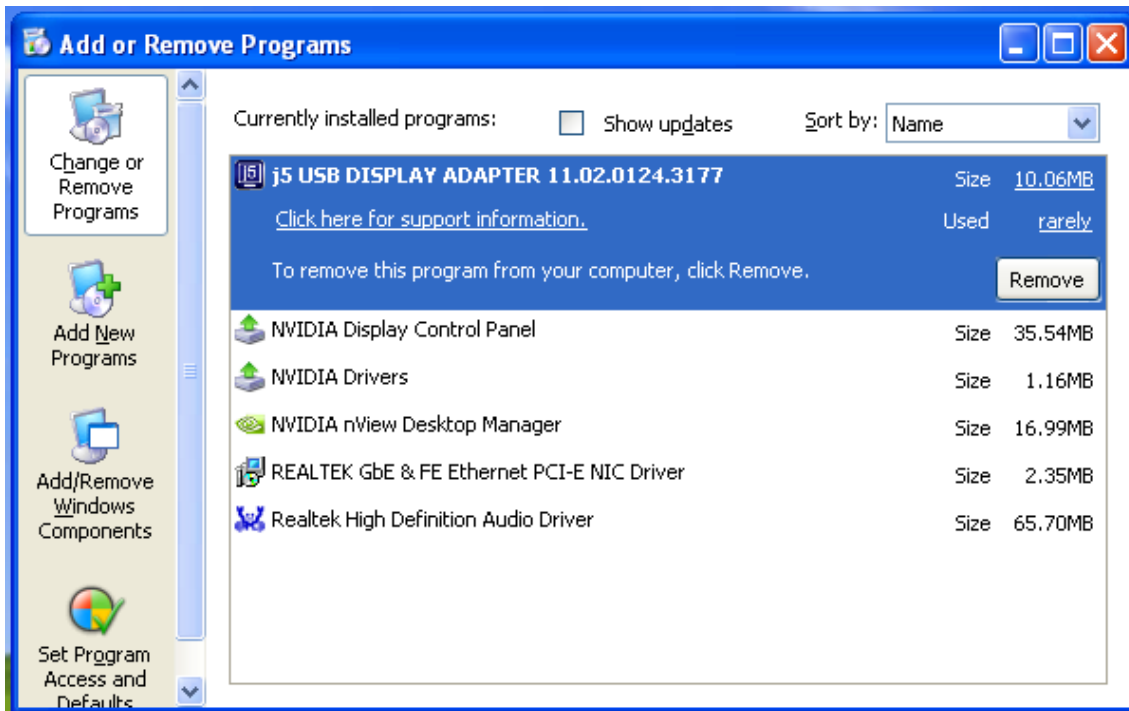 Add or Remove Programs
Change or
Remove
Programs
Add New
Programs
Add/Remove
Windows
Components
Set Program
Access and
Defaults
Currently installed programs:
Show updates
Sort by: Name
j5 USB DISPLAY ADAPTER 11.02.0124.3177 Size 10.06MB
Click here for support information. Used rarely
To remove this program from your computer, click Remove. Remove
NVIDIA Display Control Panel Size 35.54MB
NVIDIA Drivers Size 1.16MB
NVIDIA nView Desktop Manager Size 16.99MB
REALTEK GbE & FE Ethernet PCI-E NIC Driver Size 2.35MB
Realtek High Definition Audio Driver Size 65.70MB